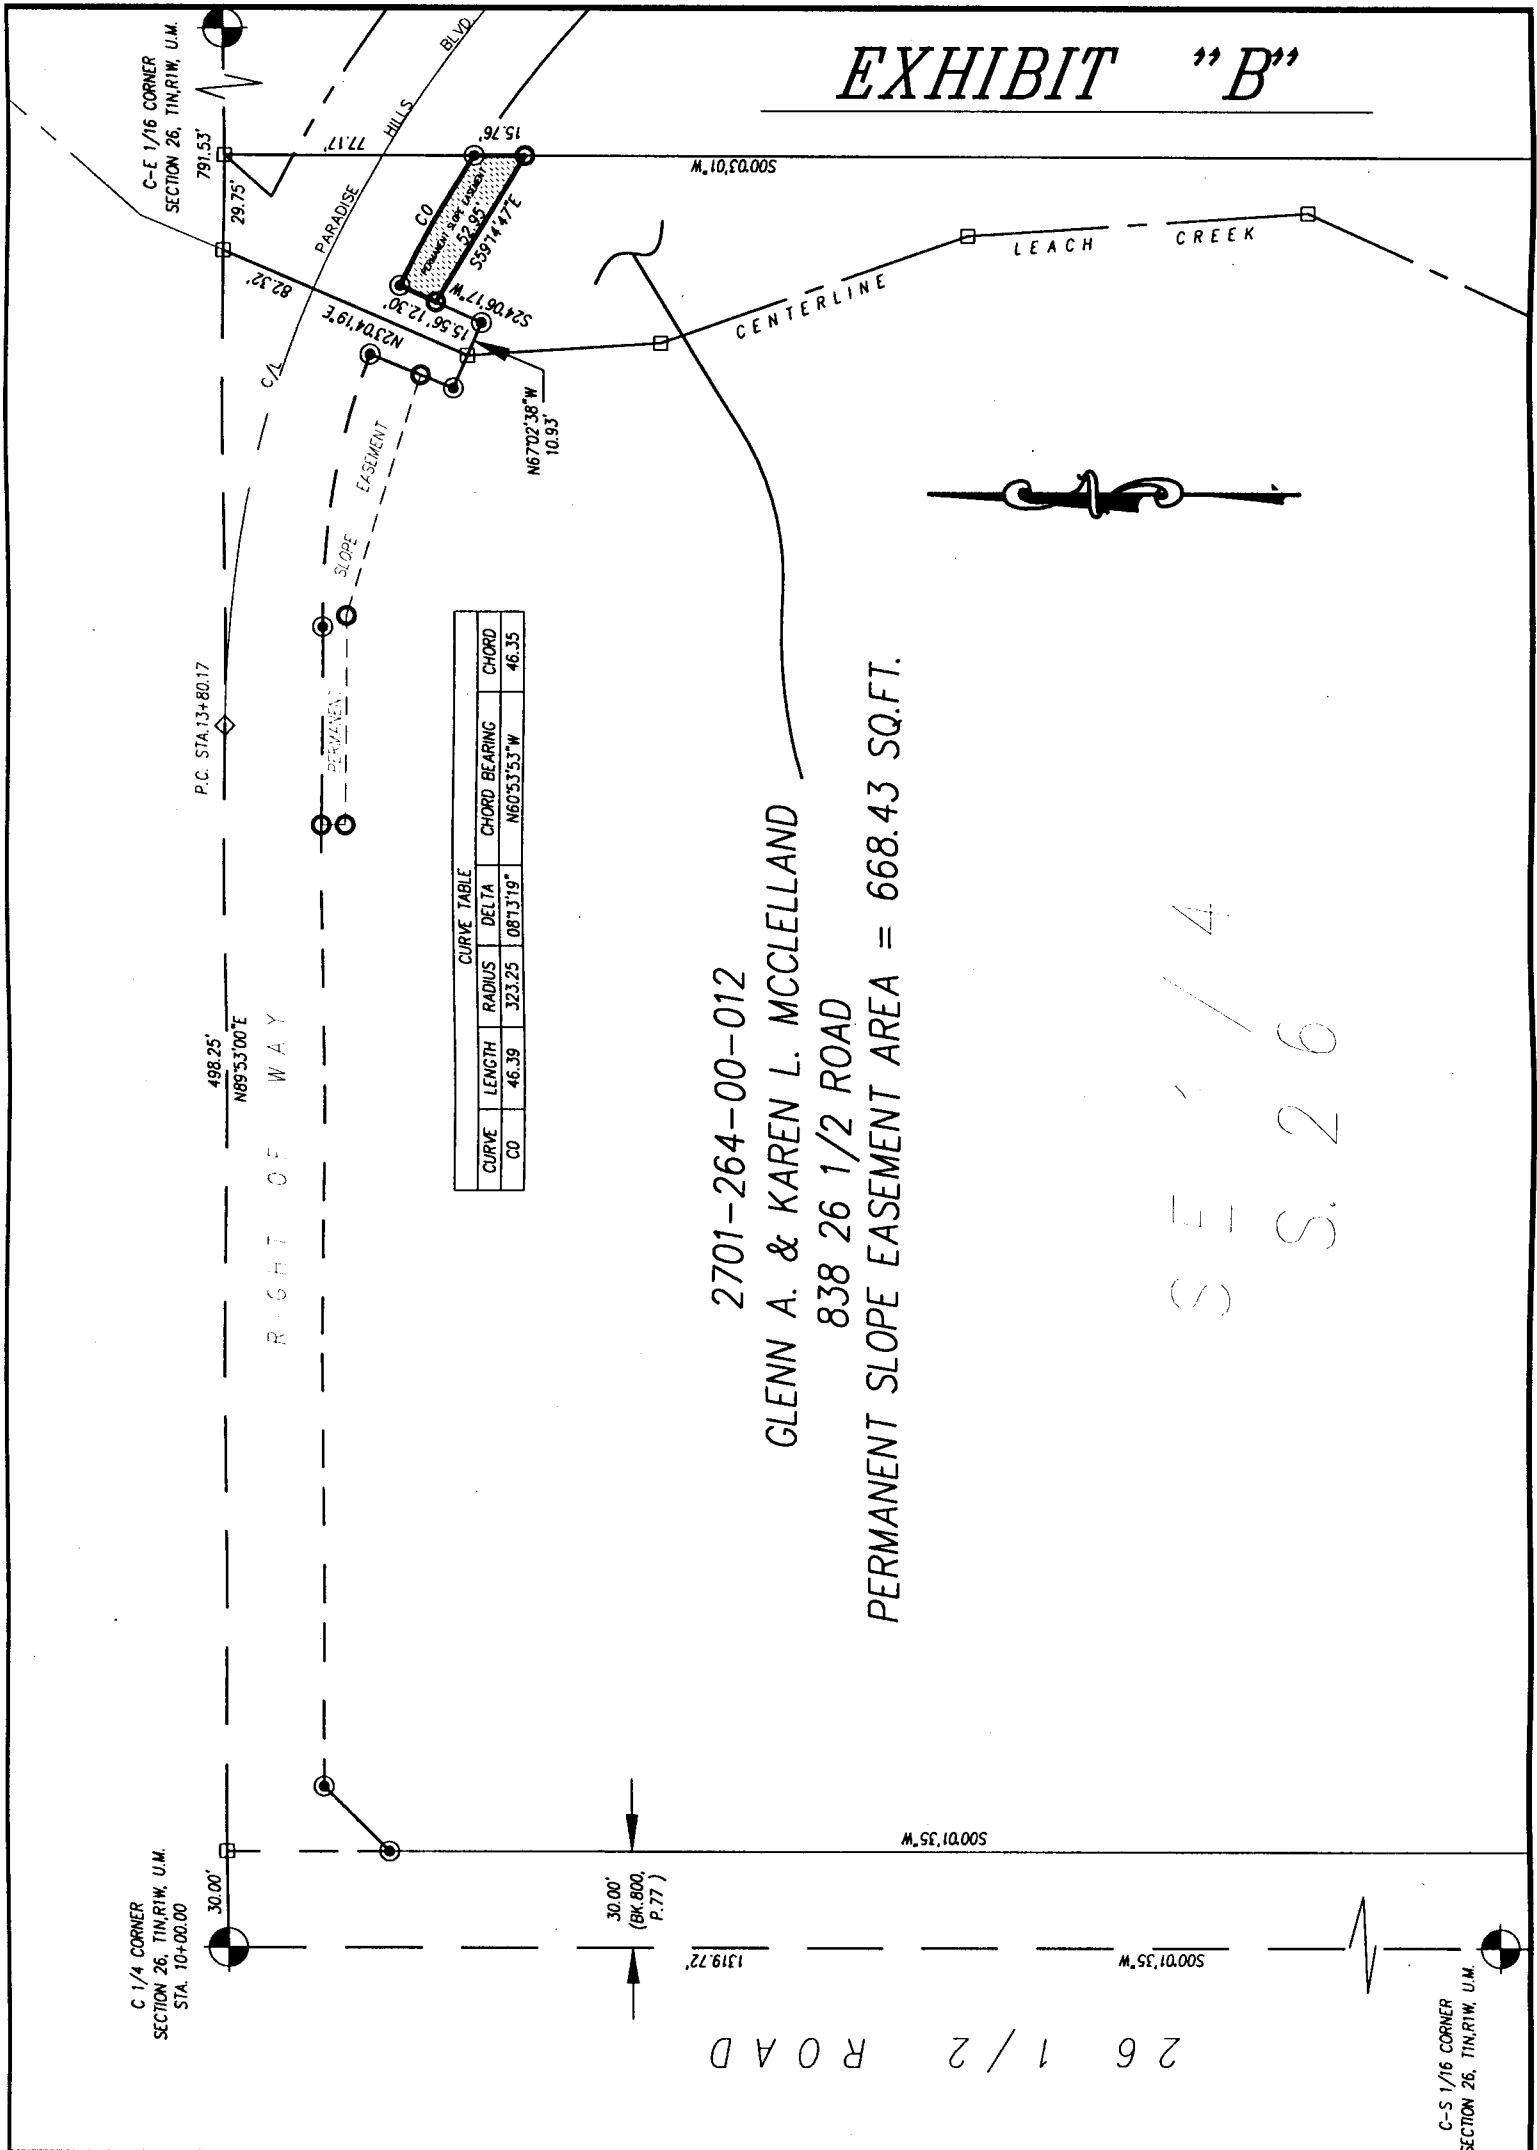 EXHIBIT "B"
C-E 1/16 CORNER
SECTION 26, T1N,R1W, U.M.
791.53'
29.75'
77.17'
15.76'
S00°03'01"W
PARADISE HILLS BLVD.
C/L
82.32'
N23°04'19"E
C0
PERMANENT SLOPE EASEMENT
52.95'
S59°14'47"E
12.30'
15.56'
S24°06'17"W
N67°02'38"W
10.93'
CENTERLINE LEACH CREEK
PERMANENT SLOPE EASEMENT
P.C. STA.13+80.17
498.25'
N89°53'00"E
RIGHT OF WAY
CURVE TABLE
CURVE LENGTH RADIUS DELTA CHORD BEARING CHORD
C0 46.39 323.25 08°13'19" N60°53'53"W 46.35
2701-264-00-012
GLENN A. & KAREN L. MCCLELLAND
838 26 1/2 ROAD
PERMANENT SLOPE EASEMENT AREA = 668.43 SQ.FT.
SE 1/4
S. 26
C 1/4 CORNER
SECTION 26, T1N,R1W, U.M.
STA. 10+00.00
30.00'
30.00'
(BK.800,
P.77 )
S00°01'35"W
1319.72'
S00°01'35"W
26 1/2 ROAD
C-S 1/16 CORNER
SECTION 26, T1N,R1W, U.M.